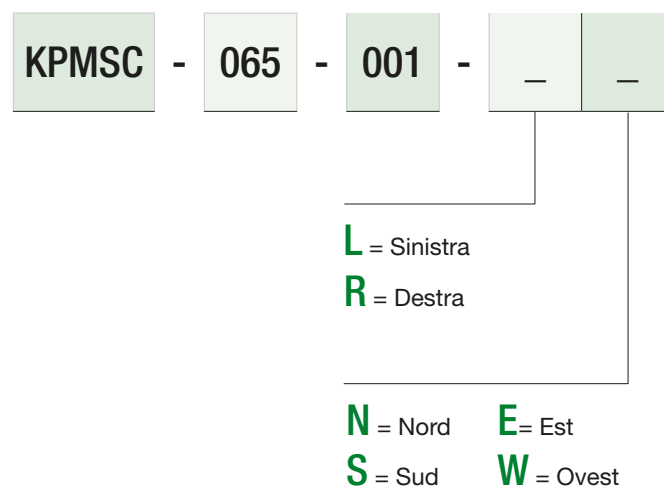 KPMSC - 065 - 001 - _ _
L = Sinistra
R = Destra
N = Nord E= Est
S = Sud W = Ovest